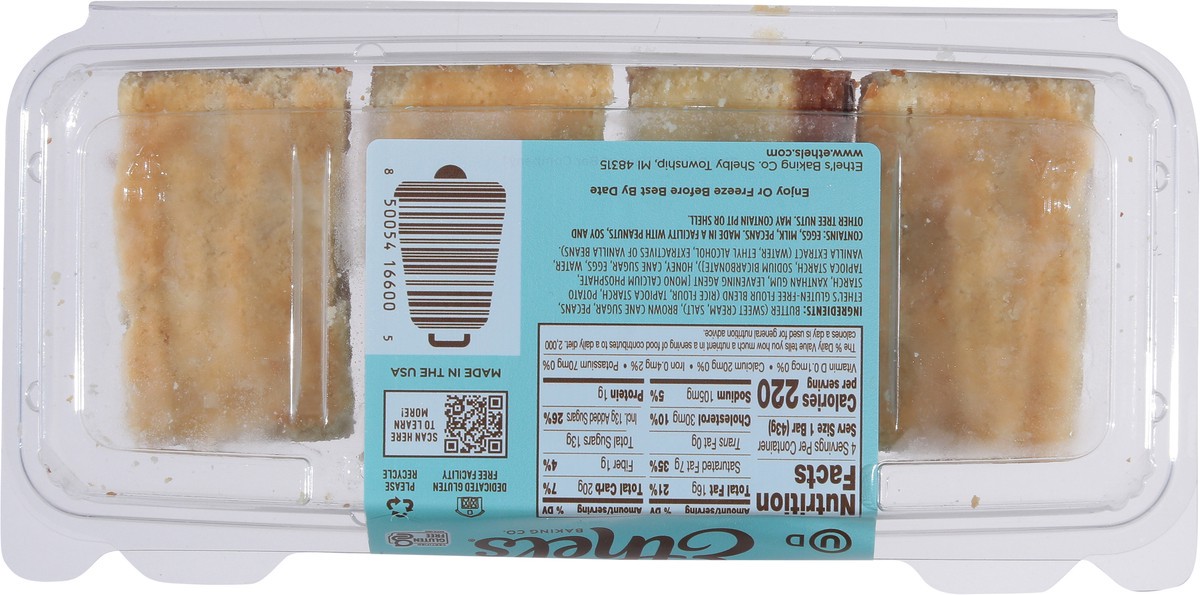 Ethel's®
BAKING CO.
U D
CERTIFIED
GLUTEN
FREE
Nutrition
Facts
4 Servings Per Container
Serv Size 1 Bar (43g)
Calories 220
per serving
Amount/serving % DV
Total Fat 16g 21%
Saturated Fat 7g 35%
Trans Fat 0g
Cholesterol 30mg 10%
Sodium 105mg 5%
Amount/serving % DV
Total Carb 20g 7%
Fiber 1g 4%
Total Sugars 13g
Incl. 13g Added Sugars 26%
Protein 1g
Vitamin D 0.1mcg 0% • Calcium 20mg 0% • Iron 0.4mg 2% • Potassium 70mg 0%
The % Daily Value tells you how much a nutrient in a serving of food contributes to a daily diet. 2,000
calories a day is used for general nutrition advice.
INGREDIENTS: BUTTER (SWEET CREAM, SALT), BROWN CANE SUGAR, PECANS,
ETHEL'S GLUTEN-FREE FLOUR BLEND (RICE FLOUR, TAPIOCA STARCH, POTATO
STARCH, XANTHAN GUM, LEAVENING AGENT [MONO CALCIUM PHOSPHATE,
TAPIOCA STARCH, SODIUM BICARBONATE]), HONEY, CANE SUGAR, EGGS, WATER,
VANILLA EXTRACT (WATER, ETHYL ALCOHOL, EXTRACTIVES OF VANILLA BEANS).
CONTAINS: EGGS, MILK, PECANS. MADE IN A FACILITY WITH PEANUTS, SOY AND
OTHER TREE NUTS. MAY CONTAIN PIT OR SHELL.
Enjoy Or Freeze Before Best By Date
Ethel's Baking Co. Shelby Township, MI 48315
www.ethels.com
DEDICATED GLUTEN
FREE FACILITY
PLEASE
RECYCLE
SCAN HERE
TO LEARN
MORE!
MADE IN THE USA
8 50054 16600 5